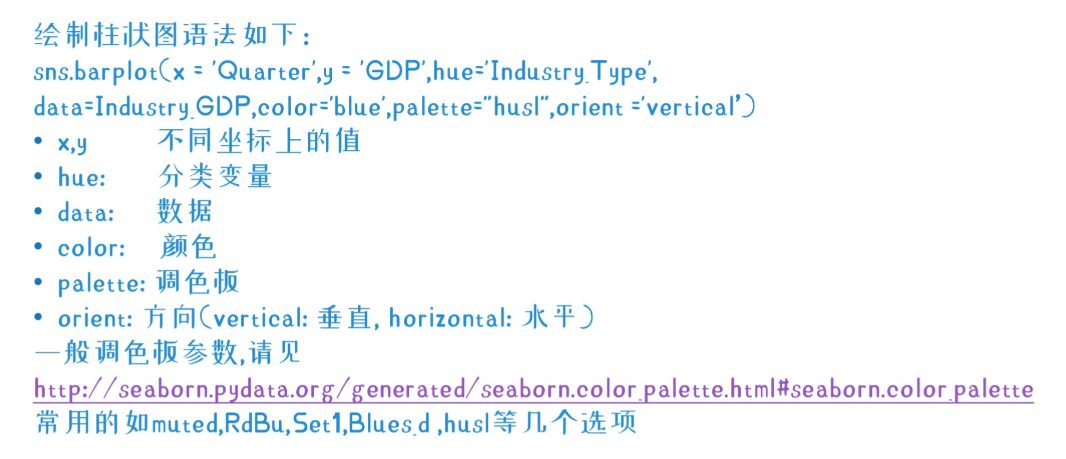 绘制柱状图语法如下：
sns.barplot(x = 'Quarter',y = 'GDP',hue='Industry_Type',
data=Industry_GDP,color='blue',palette="husl",orient ='vertical')
• x,y 不同坐标上的值
• hue: 分类变量
• data: 数据
• color: 颜色
• palette: 调色板
• orient: 方向(vertical: 垂直, horizontal: 水平)
一般调色板参数,请见
http://seaborn.pydata.org/generated/seaborn.color_palette.html#seaborn.color_palette
常用的如muted,RdBu,Set1,Blues_d ,husl等几个选项